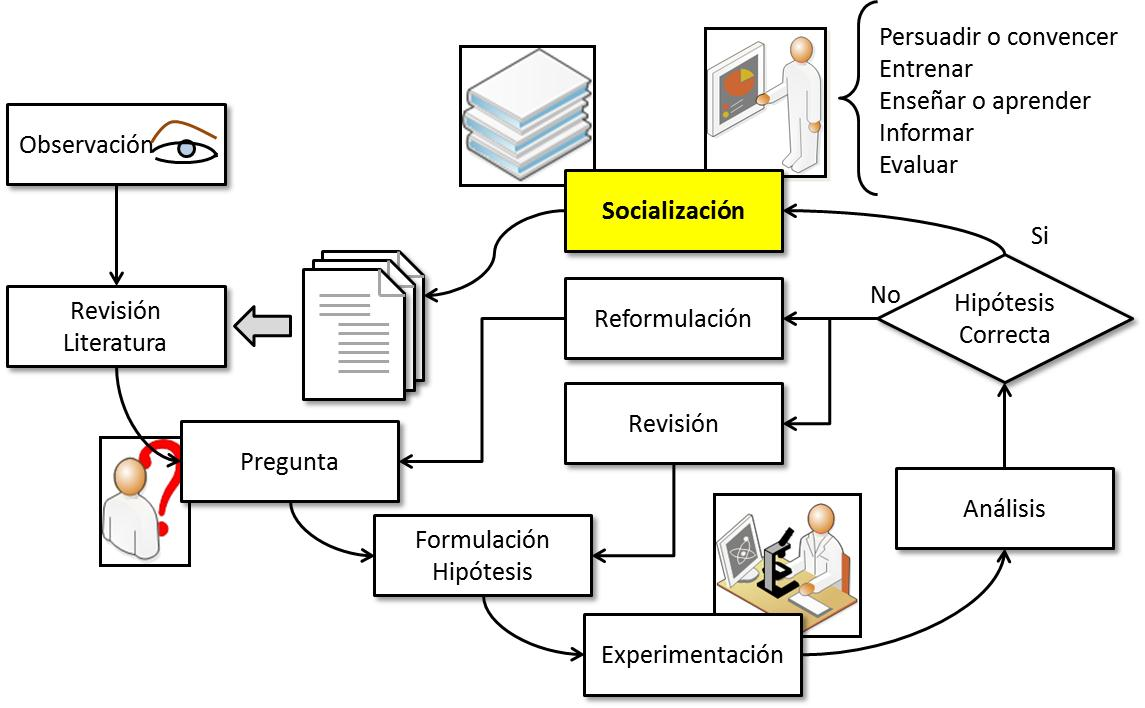 Persuadir o convencer
Entrenar
Enseñar o aprender
Informar
Evaluar
Observación
Socialización
Si
Revisión
Literatura
Reformulación
No
Hipótesis
Correcta
Revisión
Pregunta
Análisis
Formulación
Hipótesis
Experimentación